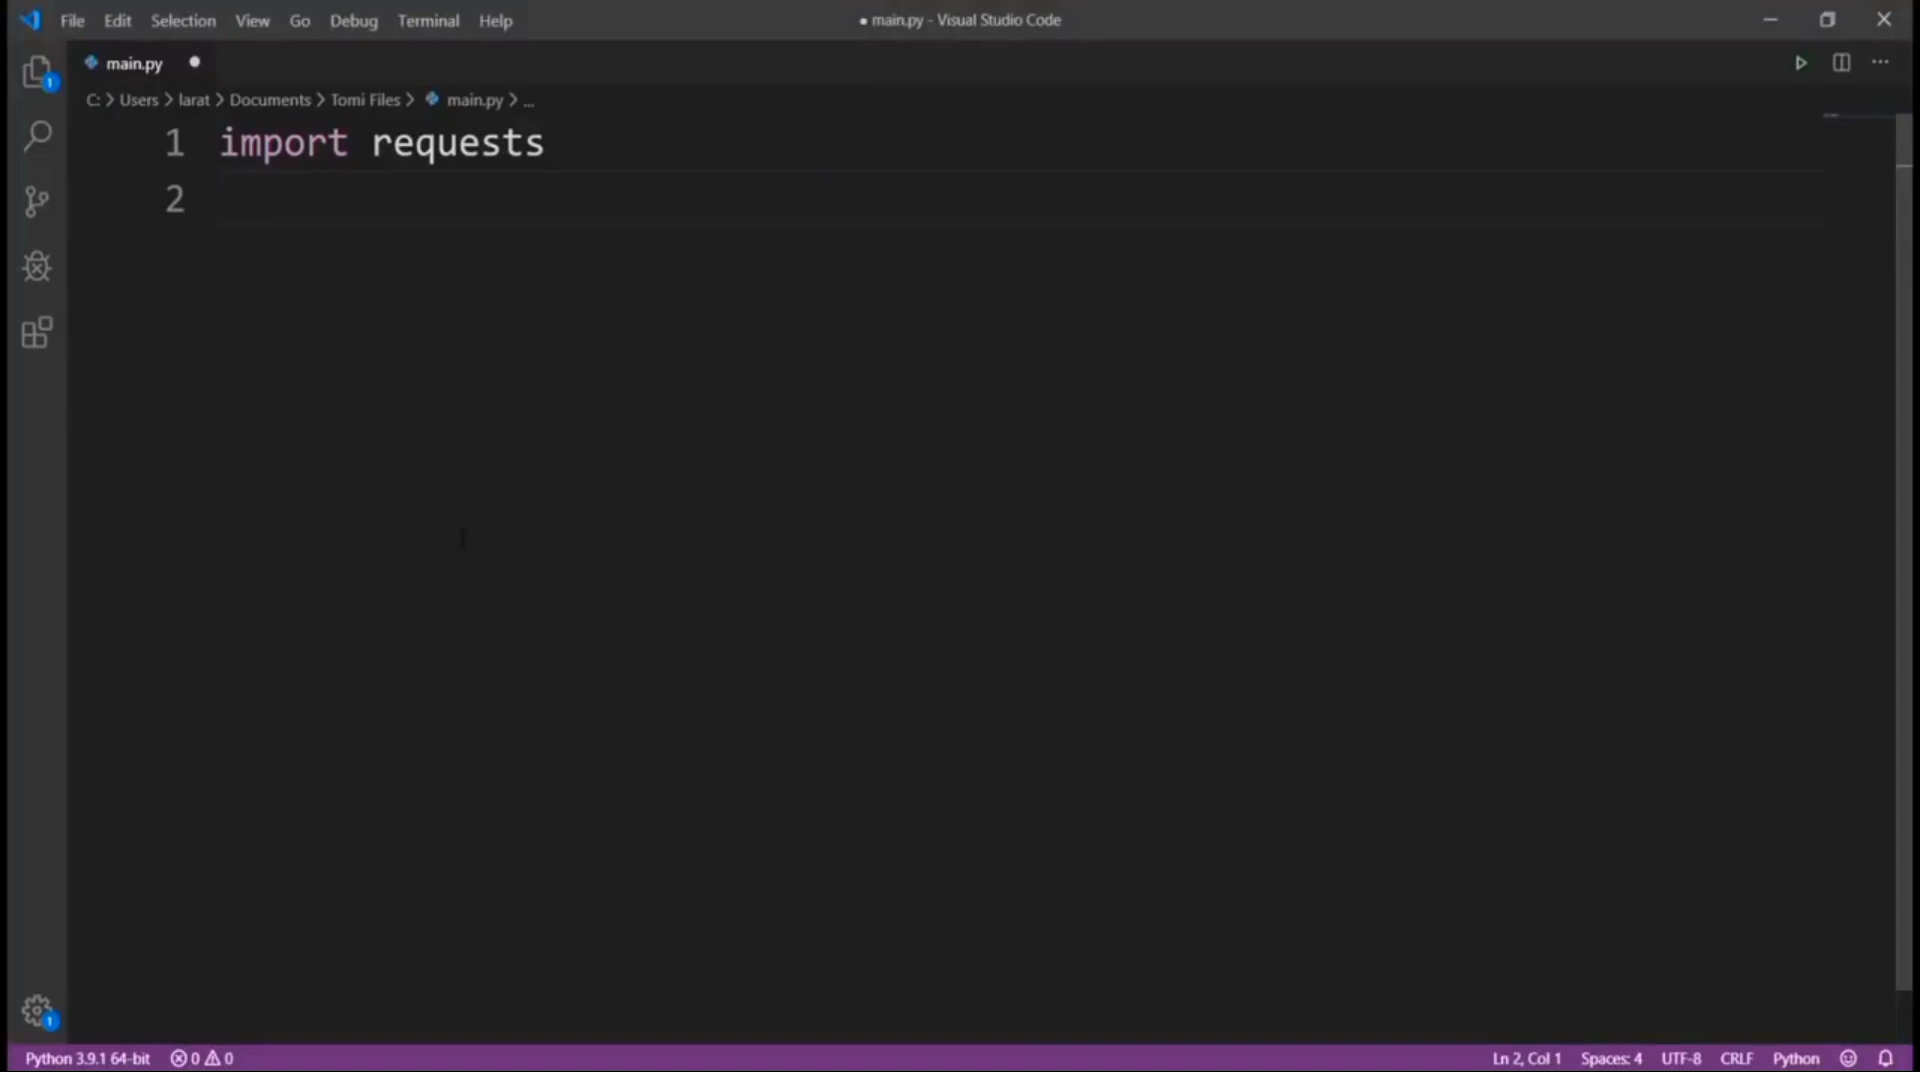 File Edit Selection View Go Debug Terminal Help
● main.py - Visual Studio Code
main.py
C: > Users > larat > Documents > Tomi Files > main.py > ...
1 import requests
2
1
1
Python 3.9.1 64-bit 0 0
Ln 2, Col 1 Spaces: 4 UTF-8 CRLF Python